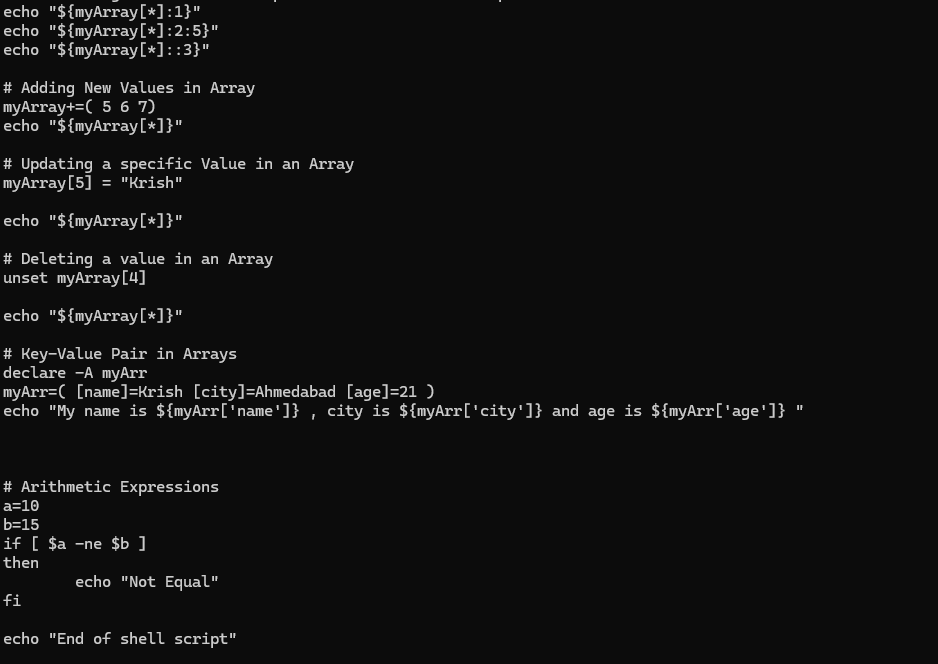 echo "${myArray[*]:1}"
echo "${myArray[*]:2:5}"
echo "${myArray[*]::3}"
# Adding New Values in Array
myArray+=( 5 6 7)
echo "${myArray[*]}"
# Updating a specific Value in an Array
myArray[5] = "Krish"
echo "${myArray[*]}"
# Deleting a value in an Array
unset myArray[4]
echo "${myArray[*]}"
# Key-Value Pair in Arrays
declare -A myArr
myArr=( [name]=Krish [city]=Ahmedabad [age]=21 )
echo "My name is ${myArr['name']} , city is ${myArr['city']} and age is ${myArr['age']} "
# Arithmetic Expressions
a=10
b=15
if [ $a -ne $b ]
then
        echo "Not Equal"
fi
echo "End of shell script"